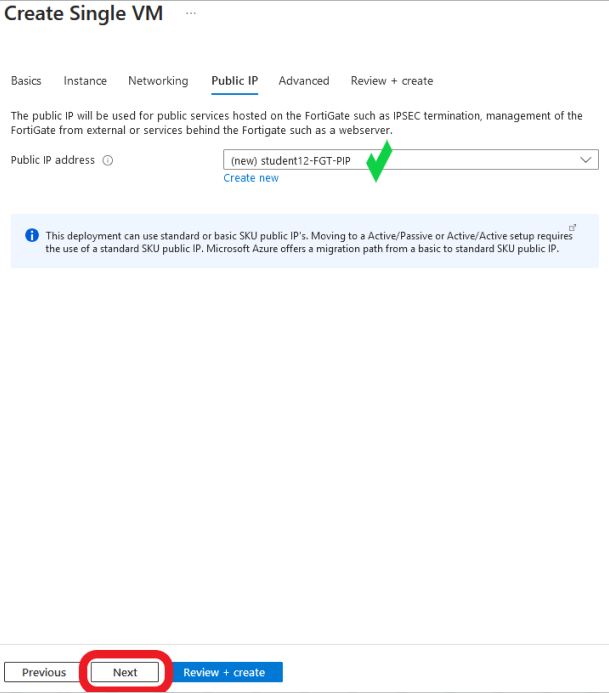 Create Single VM ...
Basics Instance Networking Public IP Advanced Review + create
The public IP will be used for public services hosted on the FortiGate such as IPSEC termination, management of the
FortiGate from external or services behind the Fortigate such as a webserver.
Public IP address
(new) student12-FGT-PIP
Create new
This deployment can use standard or basic SKU public IP's. Moving to a Active/Passive or Active/Active setup requires
the use of a standard SKU public IP. Microsoft Azure offers a migration path from a basic to standard SKU public IP.
Previous Next Review + create